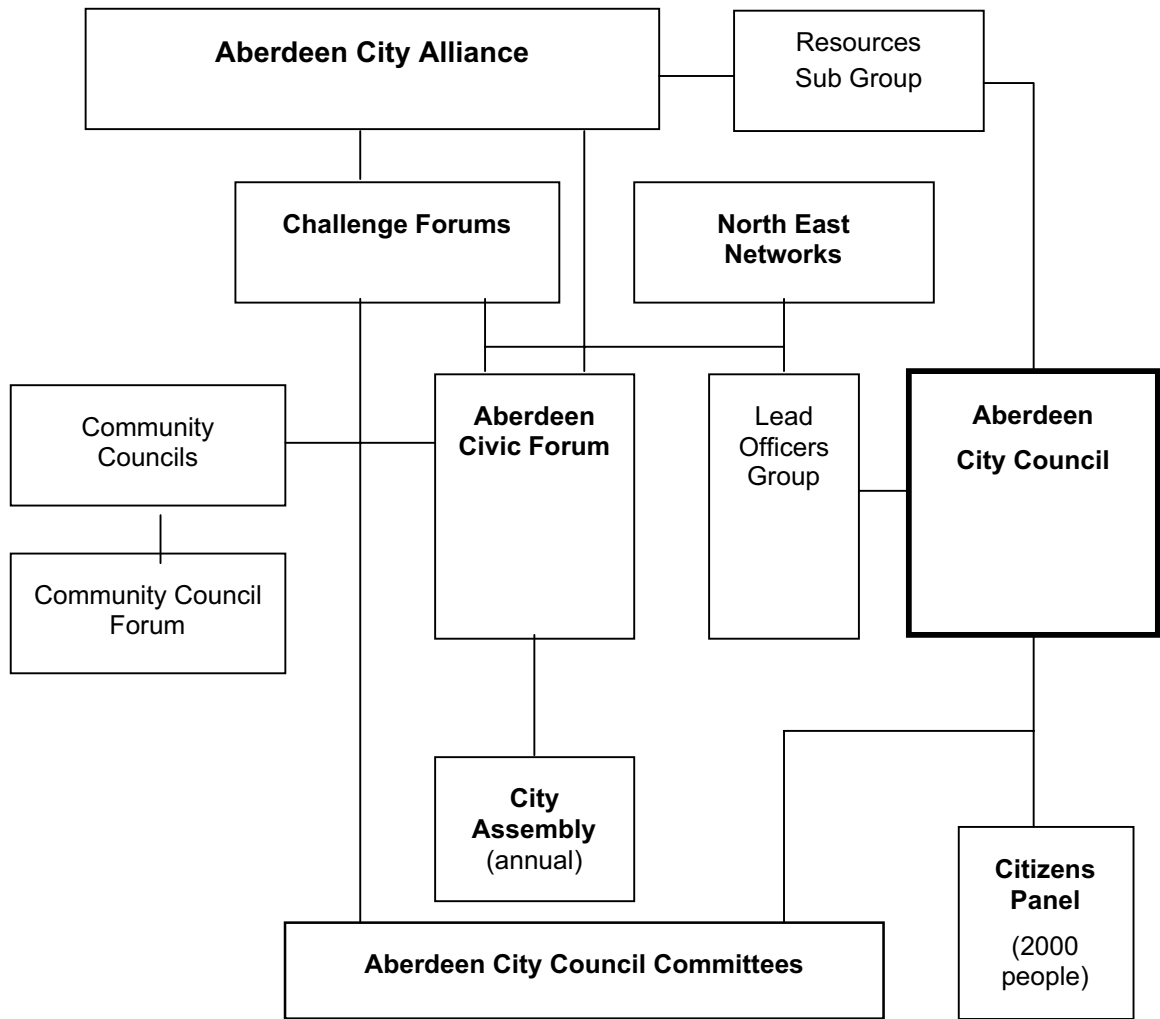 Aberdeen City Alliance
Resources
Sub Group
Challenge Forums
North East
Networks
Community
Councils
Aberdeen
Civic Forum
Lead
Officers
Group
Aberdeen
City Council
Community Council
Forum
City
Assembly
(annual)
Citizens
Panel
(2000
people)
Aberdeen City Council Committees